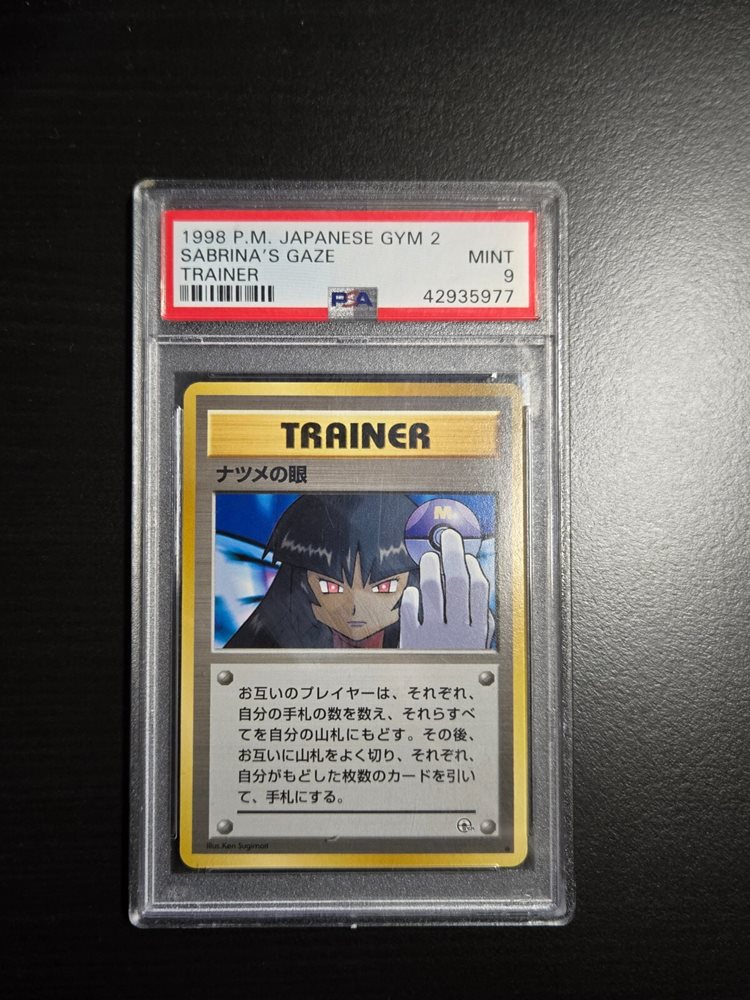 1998 P.M. JAPANESE GYM 2
SABRINA'S GAZE MINT
TRAINER 9
PSA 42935977
TRAINER
ナツメの眼
M
お互いのプレイヤーは、それぞれ、
自分の手札の数を数え、それらすべ
てを自分の山札にもどす。その後、
お互いに山札をよく切り、それぞれ、
自分がもどした枚数のカードを引い
て、手札にする。
Illus.Ken Sugimori